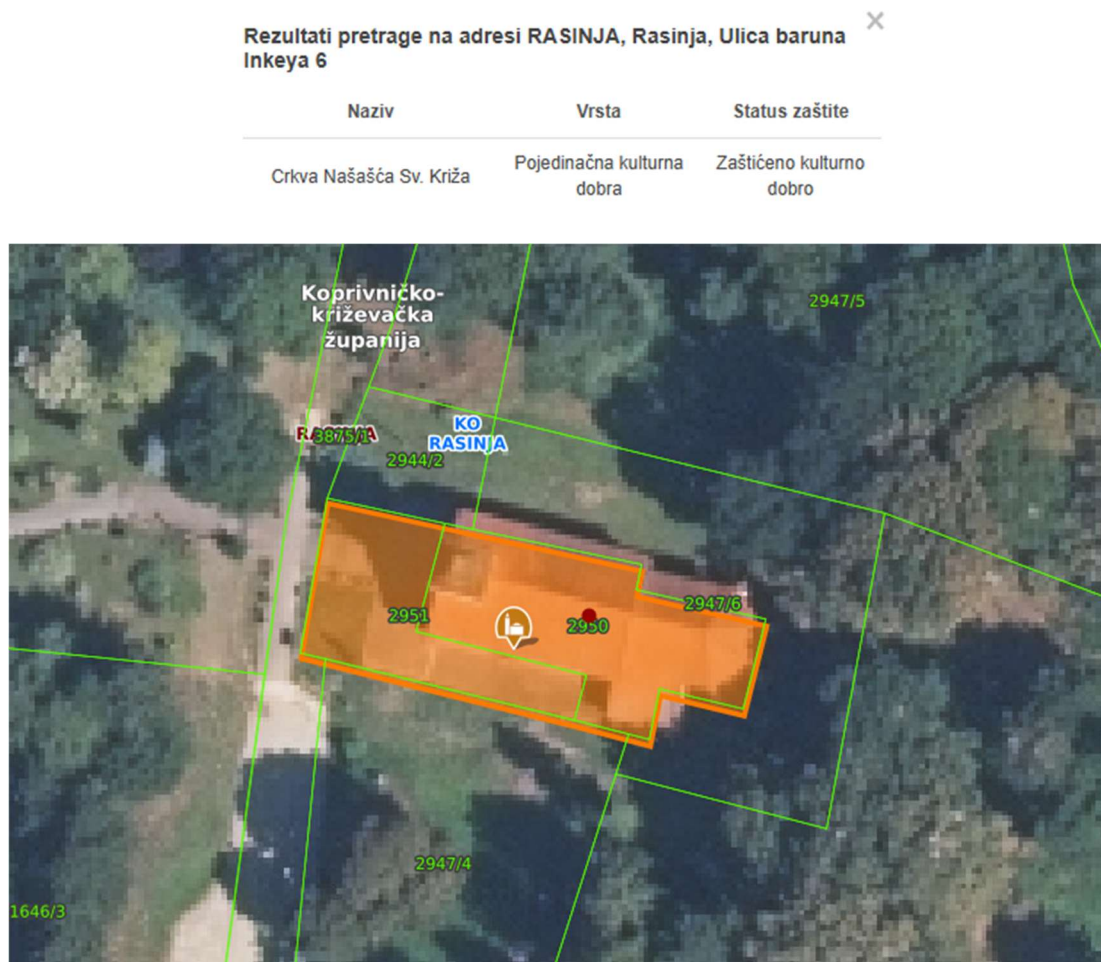 Rezultati pretrage na adresi RASINJA, Rasinja, Ulica baruna
Inkeya 6
Naziv Vrsta Status zaštite
Crkva Našašća Sv. Križa Pojedinačna kulturna dobra Zaštićeno kulturno dobro
Koprivničko-
križevačka
županija
2947/5
KO
RASINJA
RASINJA
3875/1
2944/2
2947/6
2951
2950
2947/4
1646/3